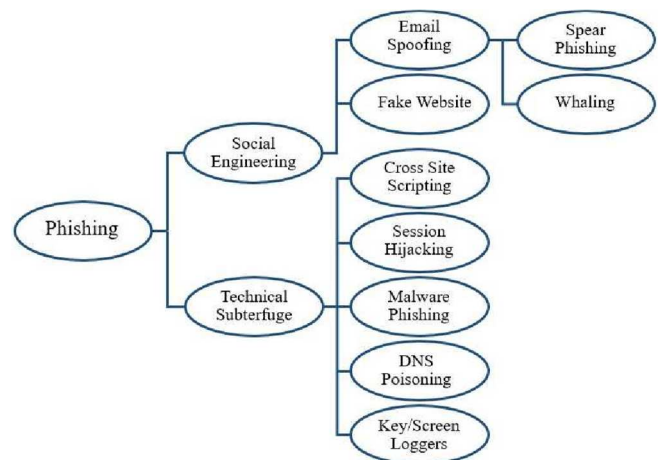 Phishing
Social
Engineering
Technical
Subterfuge
Email
Spoofing
Fake Website
Spear
Phishing
Whaling
Cross Site
Scripting
Session
Hijacking
Malware
Phishing
DNS
Poisoning
Key/Screen
Loggers